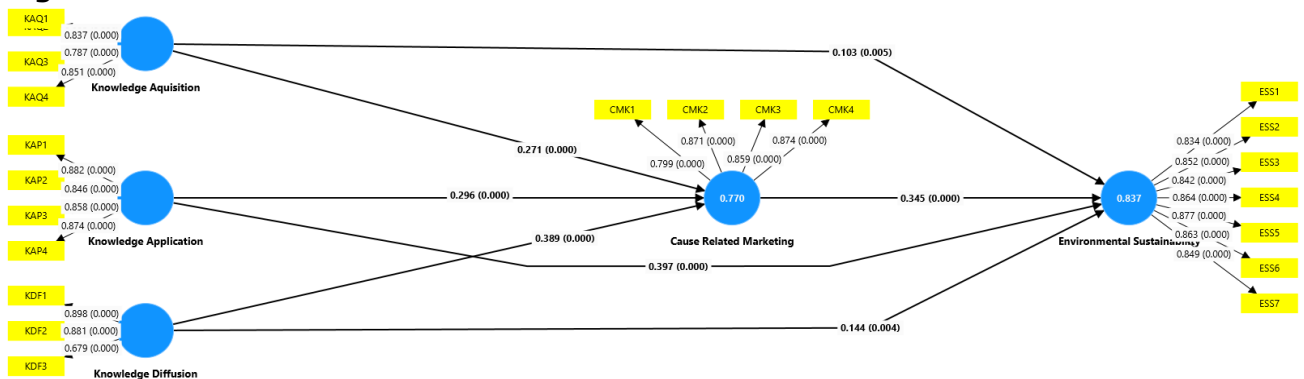 KAQ1
KAQ3
KAQ4
0.837 (0.000)
0.787 (0.000)
0.851 (0.000)
Knowledge Aquisition
KAP1
KAP2
KAP3
KAP4
0.882 (0.000)
0.846 (0.000)
0.858 (0.000)
0.874 (0.000)
Knowledge Application
KDF1
KDF2
KDF3
0.898 (0.000)
0.881 (0.000)
0.679 (0.000)
Knowledge Diffusion
0.103 (0.005)
0.271 (0.000)
0.296 (0.000)
0.389 (0.000)
0.397 (0.000)
0.144 (0.004)
CMK1
CMK2
CMK3
CMK4
0.799 (0.000)
0.871 (0.000)
0.859 (0.000)
0.874 (0.000)
0.770
Cause Related Marketing
0.345 (0.000)
0.837
Environmental Sustainability
0.834 (0.000)
0.852 (0.000)
0.842 (0.000)
0.864 (0.000)
0.877 (0.000)
0.863 (0.000)
0.849 (0.000)
ESS1
ESS2
ESS3
ESS4
ESS5
ESS6
ESS7